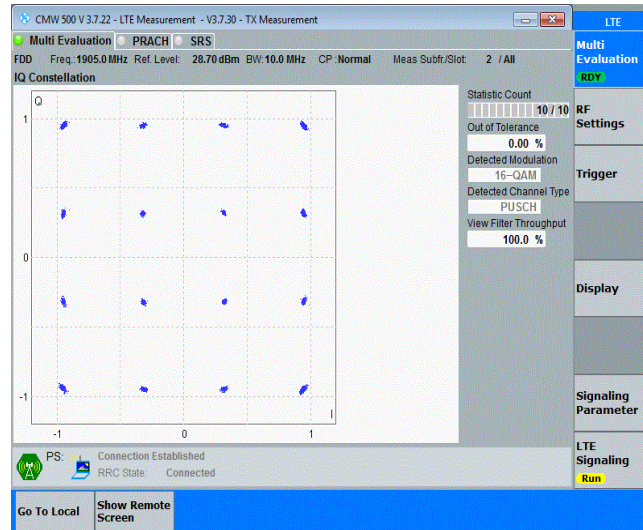 CMW 500 V 3.7.22 - LTE Measurement - V3.7.30 - TX Measurement
LTE
Multi Evaluation PRACH SRS
FDD Freq.:1905.0 MHz Ref. Level: 28.70 dBm BW:10.0 MHz CP :Normal Meas Subfr./Slot: 2 / All
IQ Constellation
Q
1
0
-1
-1 0 1
I
Statistic Count
10 / 10
Out of Tolerance
0.00 %
Detected Modulation
16-QAM
Detected Channel Type
PUSCH
View Filter Throughput
100.0 %
Multi
Evaluation
RDY
RF
Settings
Trigger
Display
Signaling
Parameter
LTE
Signaling
Run
PS: Connection Established
RRC State: Connected
Go To Local
Show Remote
Screen